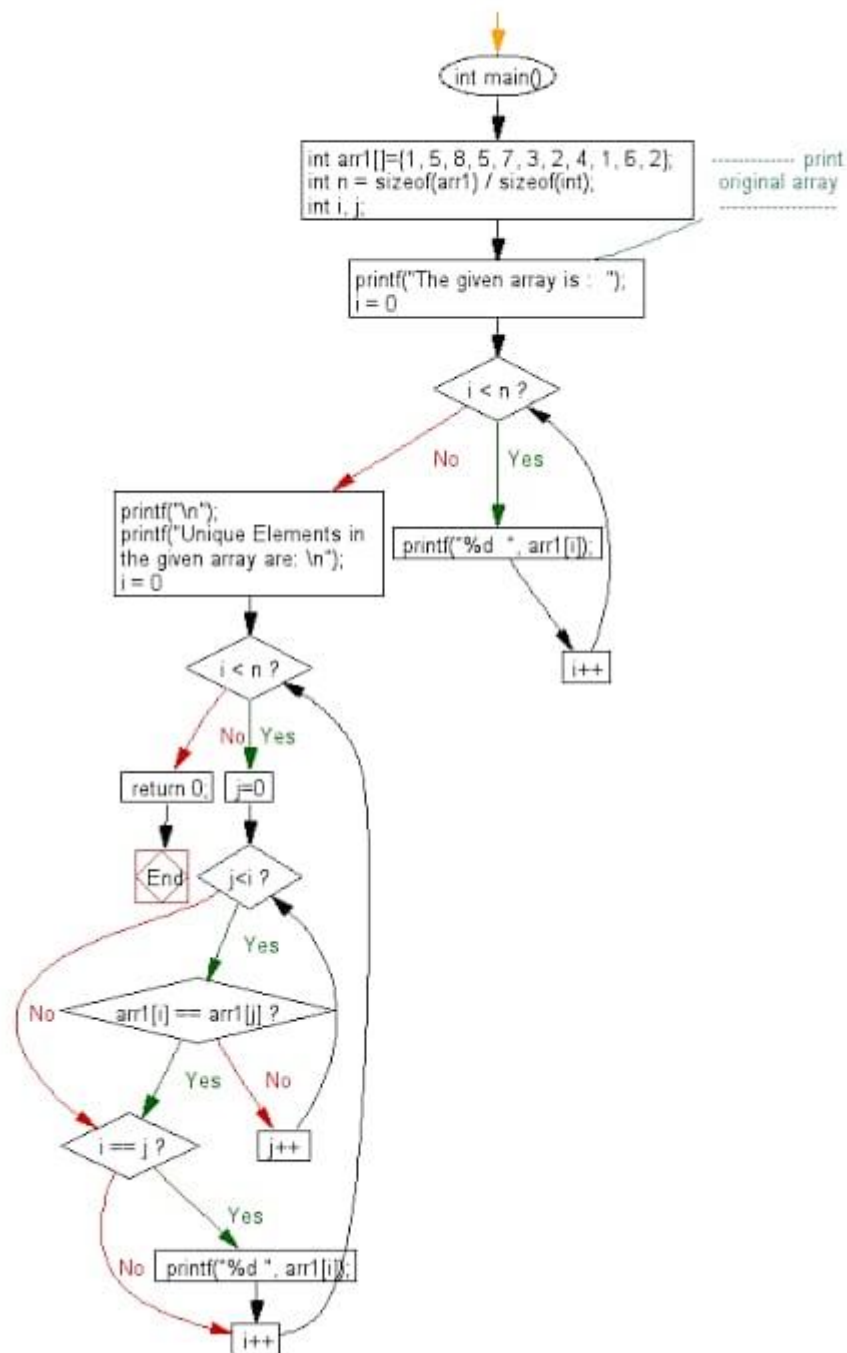 int main()
int arr1[]={1, 5, 8, 5, 7, 3, 2, 4, 1, 6, 2};
int n = sizeof(arr1) / sizeof(int);
int i, j;
------------- print
original array
------------------
printf("The given array is :  ");
i = 0
i < n ?
No
Yes
printf("\n");
printf("Unique Elements in
the given array are: \n");
i = 0
printf("%d  ", arr1[i]);
i++
i < n ?
No
Yes
return 0;
j=0
End
j<i ?
Yes
No
arr1[i] == arr1[j] ?
Yes
No
i == j ?
j++
Yes
No
printf("%d ", arr1[i]);
i++